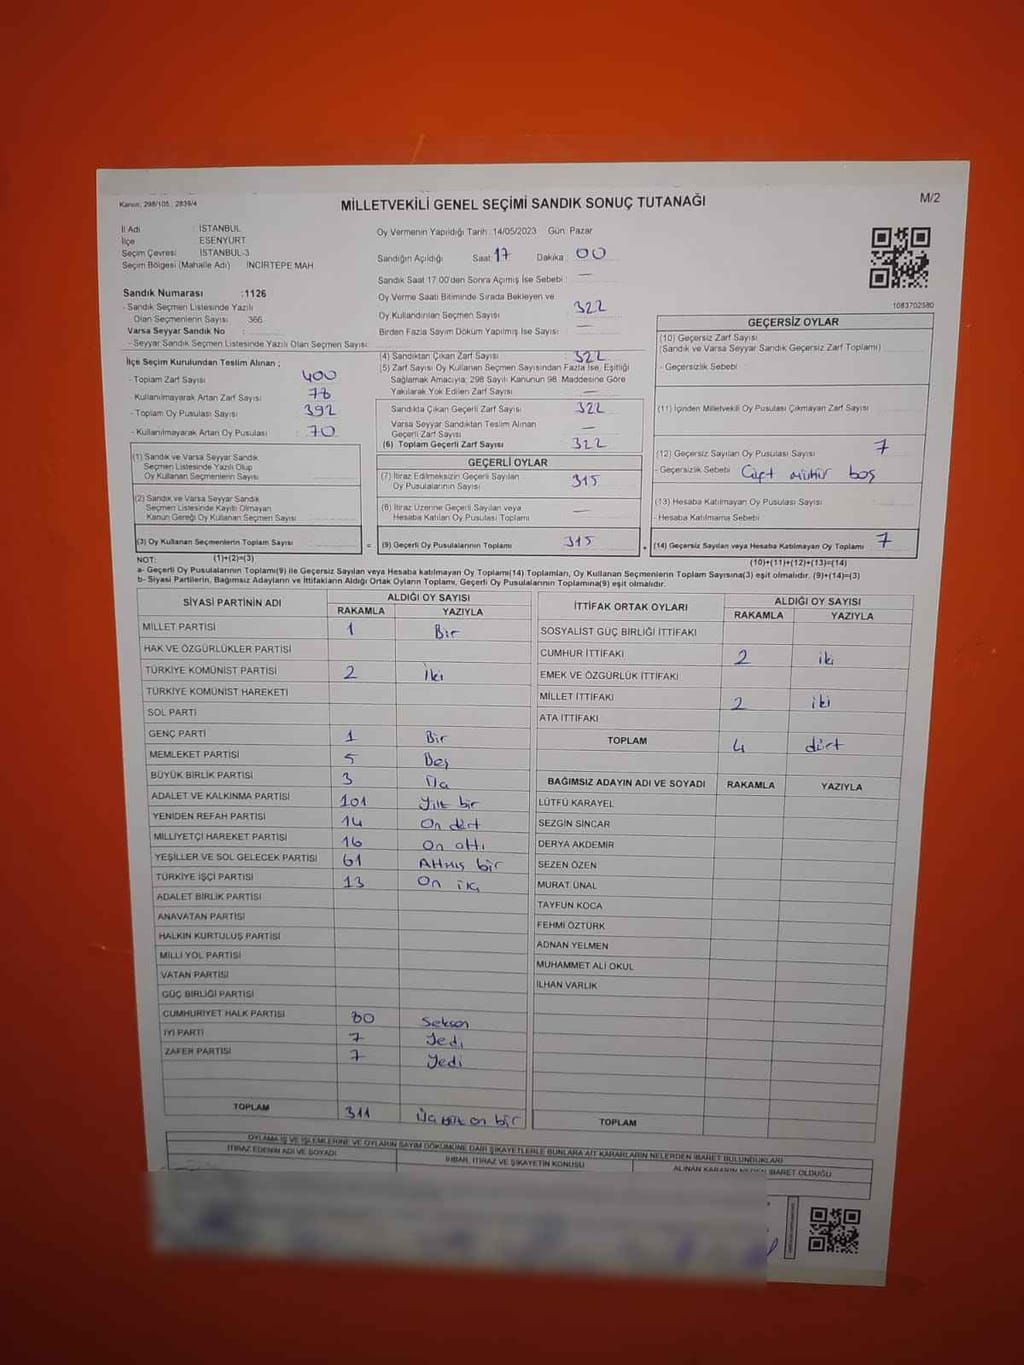 Kanun; 298/105, 2839/4
MİLLETVEKİLİ GENEL SEÇİMİ SANDIK SONUÇ TUTANAĞI
M/2
İl Adı : İSTANBUL
İlçe : ESENYURT
Seçim Çevresi : İSTANBUL-3
Seçim Bölgesi (Mahalle Adı) : İNCİRTEPE MAH
Sandık Numarası :1126
- Sandık Seçmen Listesinde Yazılı
Olan Seçmenlerin Sayısı : 366
Varsa Seyyar Sandık No :
- Seyyar Sandık Seçmen Listesinde Yazılı Olan Seçmen Sayısı:
Oy Vermenin Yapıldığı Tarih: 14/05/2023 Gün: Pazar
Sandığın Açıldığı Saat: 17 Dakika: 00
Sandık Saat 17:00'den Sonra Açımış İse Sebebi : —
Oy Verme Saati Bitiminde Sırada Bekleyen ve
Oy Kullandırılan Seçmen Sayısı : 322
Birden Fazla Sayım Döküm Yapılmış İse Sayısı : —
1083702580
İlçe Seçim Kurulundan Teslim Alınan ;
- Toplam Zarf Sayısı : 400
- Kullanılmayarak Artan Zarf Sayısı : 78
- Toplam Oy Pusulası Sayısı : 392
- Kullanılmayarak Artan Oy Pusulası : 70
(1) Sandık ve Varsa Seyyar Sandık
Seçmen Listesinde Yazılı Olup
Oy Kullanan Seçmenlerin Sayısı :
(2) Sandık ve Varsa Seyyar Sandık
Seçmen Listesinde Kayıtlı Olmayan
Kanun Gereği Oy Kullanan Seçmen Sayısı :
(3) Oy Kullanan Seçmenlerin Toplam Sayısı :
(1)+(2)=(3)
(4) Sandıktan Çıkan Zarf Sayısı : 322
(5) Zarf Sayısı Oy Kullanan Seçmen Sayısından Fazla İse, Eşitliği
Sağlamak Amacıyla; 298 Sayılı Kanunun 98. Maddesine Göre
Yakılarak Yok Edilen Zarf Sayısı : —
Sandıkta Çıkan Geçerli Zarf Sayısı : 322
Varsa Seyyar Sandıktan Teslim Alınan
Geçerli Zarf Sayısı : —
(6) Toplam Geçerli Zarf Sayısı : 322
GEÇERLİ OYLAR
(7) İtiraz Edilmeksizin Geçerli Sayılan
Oy Pusulalarının Sayısı : 315
(8) İtiraz Üzerine Geçerli Sayılan veya
Hesaba Katılan Oy Pusulası Toplamı : —
= (9) Geçerli Oy Pusulalarının Toplamı : 315
GEÇERSİZ OYLAR
(10) Geçersiz Zarf Sayısı
(Sandık ve Varsa Seyyar Sandık Geçersiz Zarf Toplamı)
- Geçersizlik Sebebi :
(11) İçinden Milletvekili Oy Pusulası Çıkmayan Zarf Sayısı :
(12) Geçersiz Sayılan Oy Pusulası Sayısı : 7
- Geçersizlik Sebebi : Çift mühür boş
(13) Hesaba Katılmayan Oy Pusulası Sayısı :
- Hesaba Katılmama Sebebi :
+ (14) Geçersiz Sayılan veya Hesaba Katılmayan Oy Toplamı : 7
(10)+(11)+(12)+(13)=(14)
NOT:
a- Geçerli Oy Pusulalarının Toplamı(9) ile Geçersiz Sayılan veya Hesaba katılmayan Oy Toplamı(14) Toplamları, Oy Kullanan Seçmenlerin Toplam Sayısına(3) eşit olmalıdır. (9)+(14)=(3)
b- Siyasi Partilerin, Bağımsız Adayların ve İttifakların Aldığı Ortak Oyların Toplamı, Geçerli Oy Pusulalarının Toplamına(9) eşit olmalıdır.
SİYASİ PARTİNİN ADI ALDIĞI OY SAYISI
RAKAMLA YAZIYLA
MİLLET PARTİSİ 1 Bir
HAK VE ÖZGÜRLÜKLER PARTİSİ
TÜRKİYE KOMÜNİST PARTİSİ 2 İki
TÜRKİYE KOMÜNİST HAREKETİ
SOL PARTİ
GENÇ PARTİ 1 Bir
MEMLEKET PARTİSİ 5 Beş
BÜYÜK BİRLİK PARTİSİ 3
ADALET VE KALKINMA PARTİSİ 101 bir
YENİDEN REFAH PARTİSİ 14 On dört
MİLLİYETÇİ HAREKET PARTİSİ 16 On altı
YEŞİLLER VE SOL GELECEK PARTİSİ 61 Altmış bir
TÜRKİYE İŞÇİ PARTİSİ 13 On
ADALET BİRLİK PARTİSİ
ANAVATAN PARTİSİ
HALKIN KURTULUŞ PARTİSİ
MİLLİ YOL PARTİSİ
VATAN PARTİSİ
GÜÇ BİRLİĞİ PARTİSİ
CUMHURİYET HALK PARTİSİ 80 Seksen
İYİ PARTİ 7 Yedi
ZAFER PARTİSİ 7 Yedi
TOPLAM 311 Üçyüz on bir
İTTİFAK ORTAK OYLARI ALDIĞI OY SAYISI
RAKAMLA YAZIYLA
SOSYALİST GÜÇ BİRLİĞİ İTTİFAKI
CUMHUR İTTİFAKI 2 iki
EMEK VE ÖZGÜRLÜK İTTİFAKI
MİLLET İTTİFAKI 2 iki
ATA İTTİFAKI
TOPLAM 4 dört
BAĞIMSIZ ADAYIN ADI VE SOYADI RAKAMLA YAZIYLA
LÜTFÜ KARAYEL
SEZGİN SİNCAR
DERYA AKDEMİR
SEZEN ÖZEN
MURAT ÜNAL
TAYFUN KOCA
FEHMİ ÖZTÜRK
ADNAN YELMEN
MUHAMMET ALİ OKUL
İLHAN VARLIK
TOPLAM
OYLAMA İŞ VE İŞLEMLERİNE VE OYLARIN SAYIM DÖKÜMÜNE DAİR ŞİKAYETLERLE BUNLARA AİT KARARLARIN NELERDEN İBARET BULUNDUKLARI
İTİRAZ EDENİN ADI VE SOYADI
İHBAR, İTİRAZ VE ŞİKAYETİN KONUSU
ALINAN KARARIN NEDEN İBARET OLDUĞU